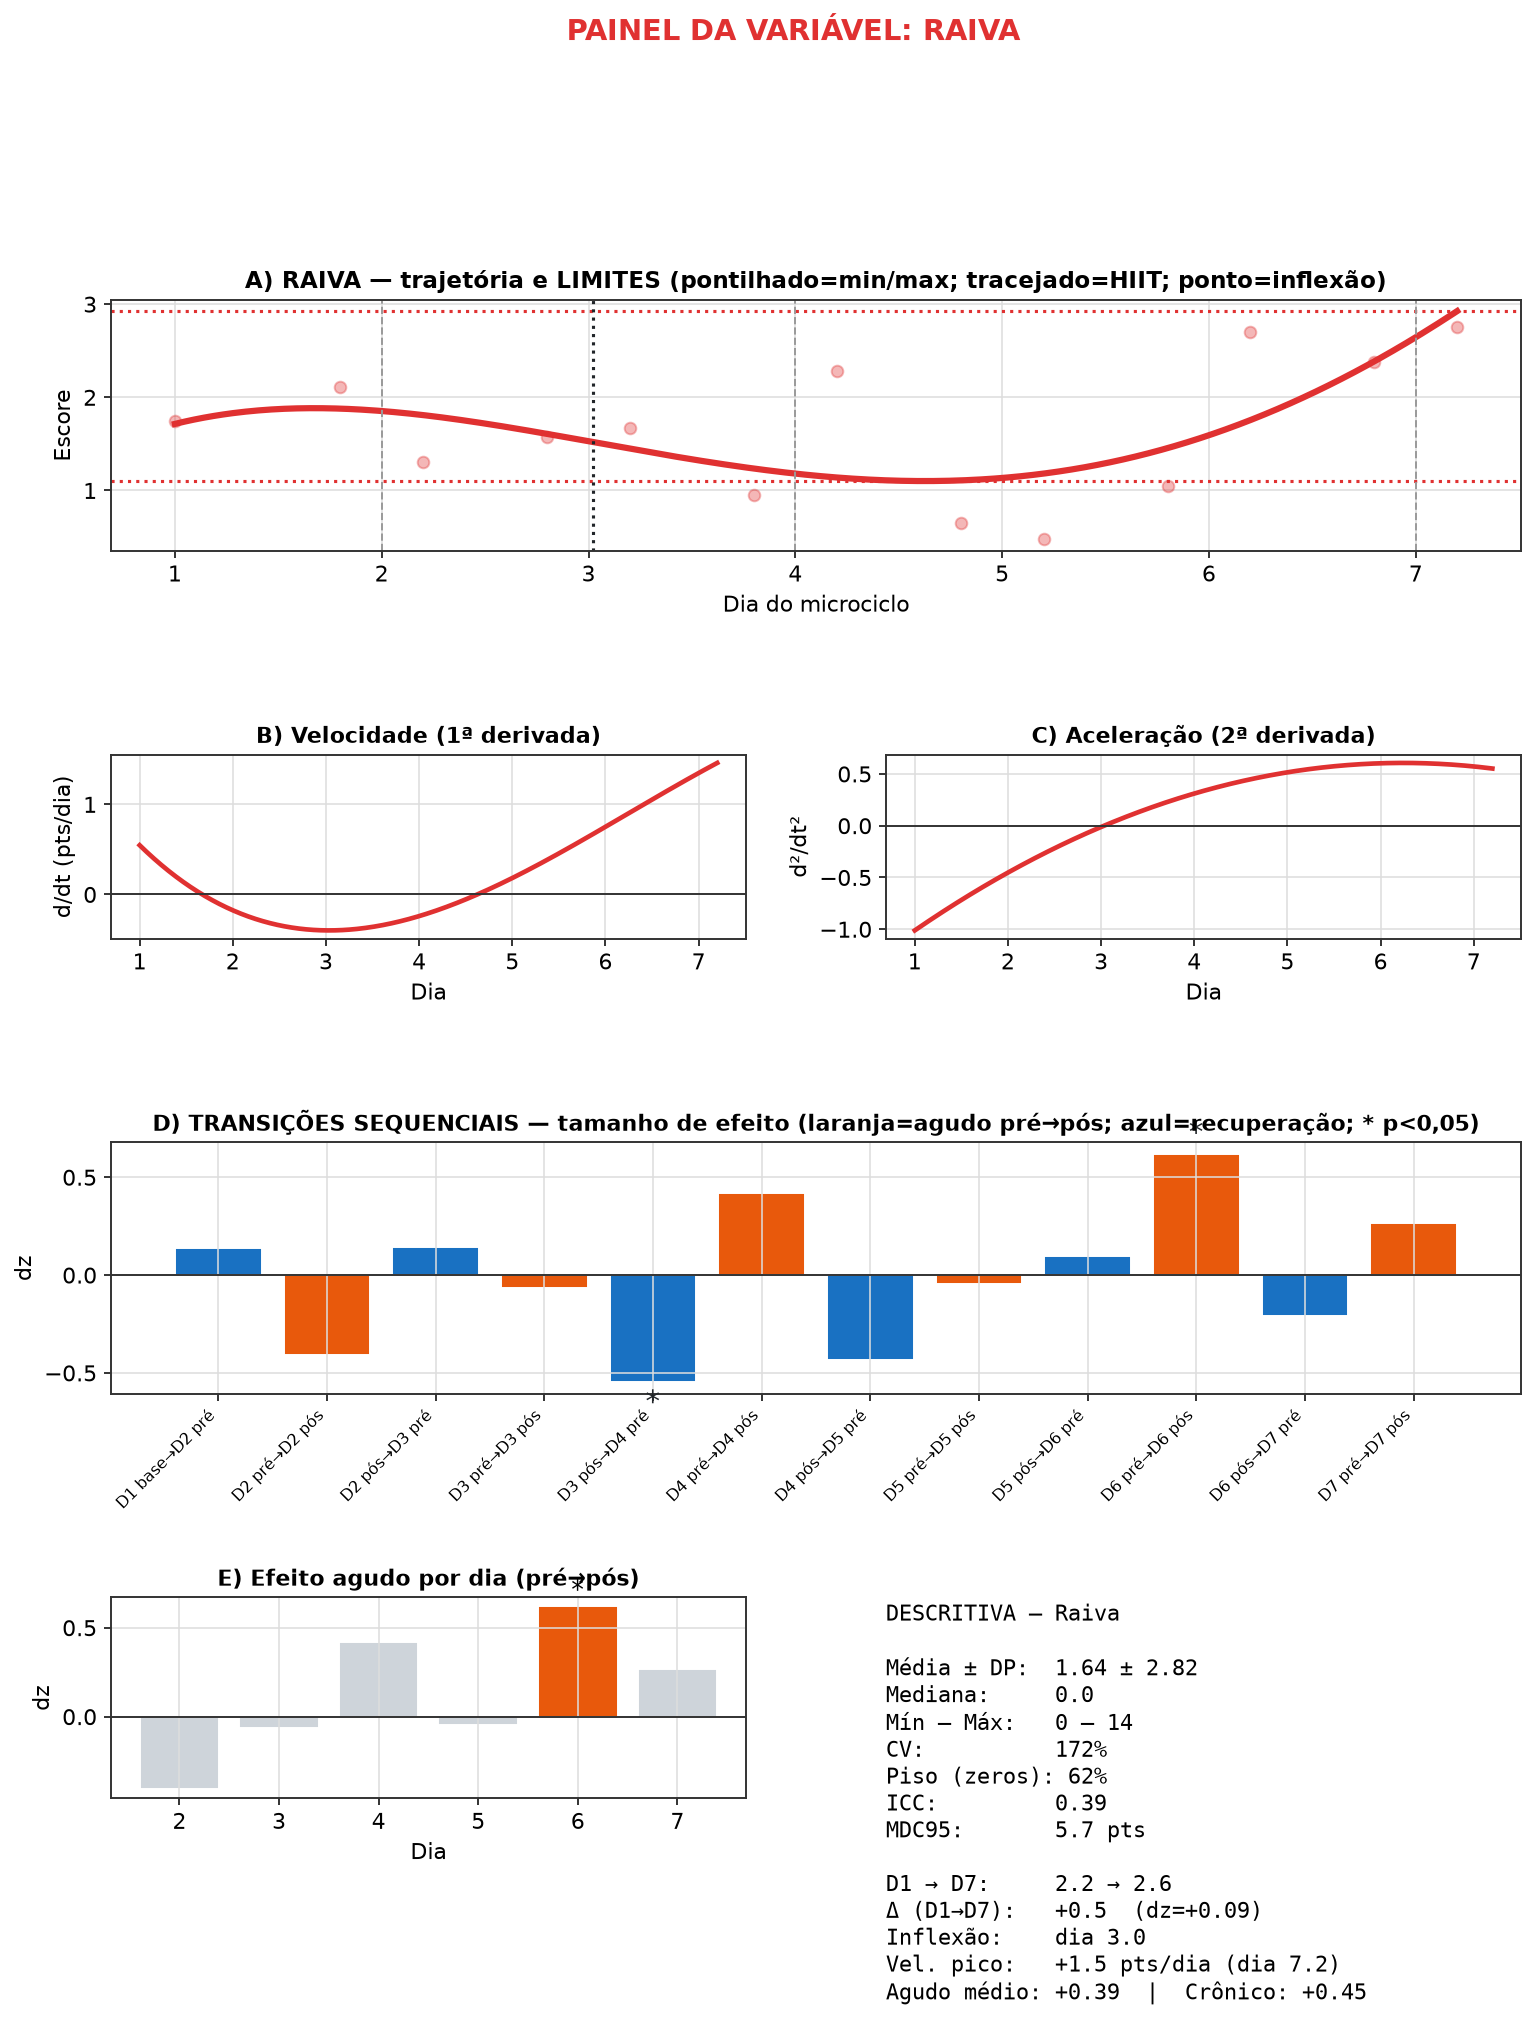 PAINEL DA VARIÁVEL: RAIVA
A) RAIVA — trajetória e LIMITES (pontilhado=min/max; tracejado=HIIT; ponto=inflexão)
3
2
1
Escore
1 2 3 4 5 6 7
Dia do microciclo
B) Velocidade (1ª derivada)
1
0
d/dt (pts/dia)
1 2 3 4 5 6 7
Dia
C) Aceleração (2ª derivada)
0.5
0.0
−0.5
−1.0
d²/dt²
1 2 3 4 5 6 7
Dia
D) TRANSIÇÕES SEQUENCIAIS — tamanho de efeito (laranja=agudo pré→pós; azul=recuperação; * p<0,05)
*
0.5
0.0
−0.5
dz
*
D1 base→D2 pré
D2 pré→D2 pós
D2 pós→D3 pré
D3 pré→D3 pós
D3 pós→D4 pré
D4 pré→D4 pós
D4 pós→D5 pré
D5 pré→D5 pós
D5 pós→D6 pré
D6 pré→D6 pós
D6 pós→D7 pré
D7 pré→D7 pós
E) Efeito agudo por dia (pré→pós)
*
0.5
0.0
dz
2 3 4 5 6 7
Dia
DESCRITIVA — Raiva
Média ± DP: 1.64 ± 2.82
Mediana: 0.0
Mín – Máx: 0 – 14
CV: 172%
Piso (zeros): 62%
ICC: 0.39
MDC95: 5.7 pts
D1 → D7: 2.2 → 2.6
Δ (D1→D7): +0.5 (dz=+0.09)
Inflexão: dia 3.0
Vel. pico: +1.5 pts/dia (dia 7.2)
Agudo médio: +0.39 | Crônico: +0.45